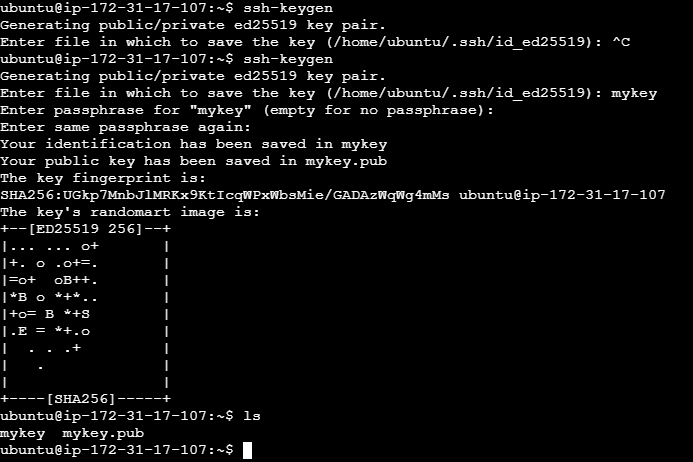 ubuntu@ip-172-31-17-107:~$ ssh-keygen
Generating public/private ed25519 key pair.
Enter file in which to save the key (/home/ubuntu/.ssh/id_ed25519): ^C
ubuntu@ip-172-31-17-107:~$ ssh-keygen
Generating public/private ed25519 key pair.
Enter file in which to save the key (/home/ubuntu/.ssh/id_ed25519): mykey
Enter passphrase for "mykey" (empty for no passphrase):
Enter same passphrase again:
Your identification has been saved in mykey
Your public key has been saved in mykey.pub
The key fingerprint is:
SHA256:UGkp7MnbJlMRKx9KtIcqWPxWbsMie/GADAzWqWg4mMs ubuntu@ip-172-31-17-107
The key's randomart image is:
+--[ED25519 256]--+
|... ... o+       |
|+. o .o+=.       |
|=o+  oB++.       |
|*B o *+*..       |
|+o= B *+S        |
|.E = *+.o        |
|  . . .+         |
|   .             |
|                 |
+----[SHA256]-----+
ubuntu@ip-172-31-17-107:~$ ls
mykey  mykey.pub
ubuntu@ip-172-31-17-107:~$